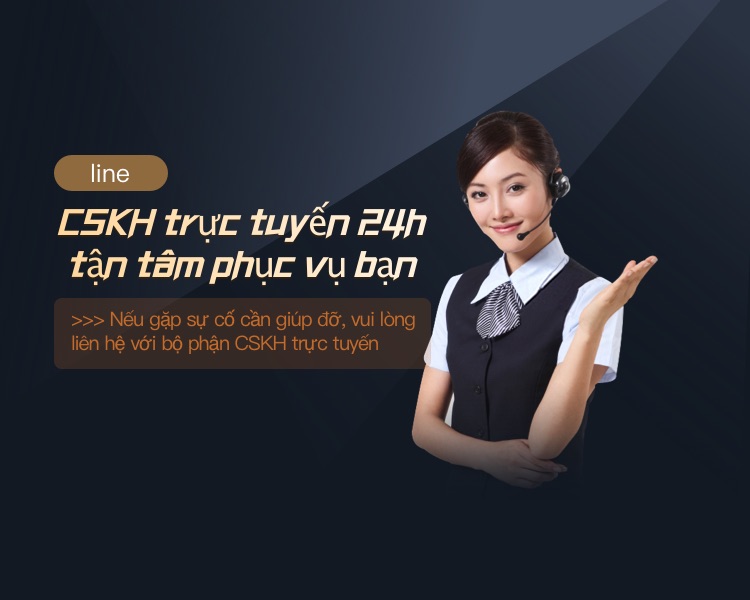 line
CSKH trực tuyến 24h
tận tâm phục vụ bạn
>>> Nếu gặp sự cố cần giúp đỡ, vui lòng
liên hệ với bộ phận CSKH trực tuyến